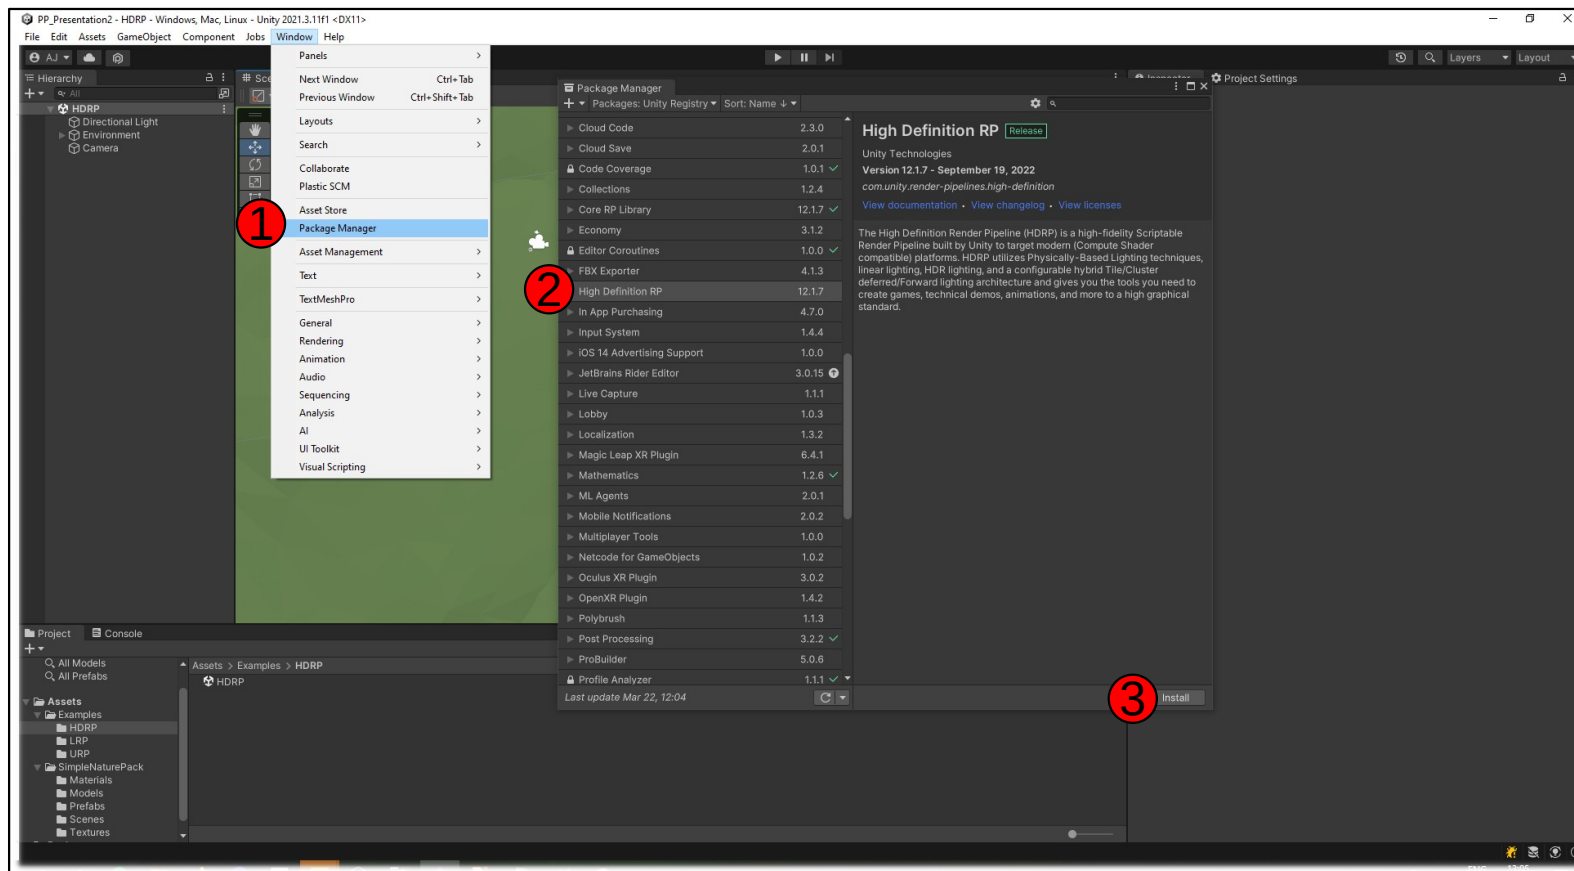 PP_Presentation2 - HDRP - Windows, Mac, Linux - Unity 2021.3.11f1 <DX11>
File Edit Assets GameObject Component Jobs Window Help
AJ
Layers Layout
Hierarchy
All
HDRP
Directional Light
Environment
Camera
# Sce
Panels
Next Window Ctrl+Tab
Previous Window Ctrl+Shift+Tab
Layouts
Search
Collaborate
Plastic SCM
Asset Store
1
Package Manager
Asset Management
Text
TextMeshPro
General
Rendering
Animation
Audio
Sequencing
Analysis
AI
UI Toolkit
Visual Scripting
Inspector
Project Settings
Package Manager
Packages: Unity Registry Sort: Name ↓
Cloud Code 2.3.0
Cloud Save 2.0.1
Code Coverage 1.0.1
Collections 1.2.4
Core RP Library 12.1.7
Economy 3.1.2
Editor Coroutines 1.0.0
FBX Exporter 4.1.3
2
High Definition RP 12.1.7
In App Purchasing 4.7.0
Input System 1.4.4
iOS 14 Advertising Support 1.0.0
JetBrains Rider Editor 3.0.15
Live Capture 1.1.1
Lobby 1.0.3
Localization 1.3.2
Magic Leap XR Plugin 6.4.1
Mathematics 1.2.6
ML Agents 2.0.1
Mobile Notifications 2.0.2
Multiplayer Tools 1.0.0
Netcode for GameObjects 1.0.2
Oculus XR Plugin 3.0.2
OpenXR Plugin 1.4.2
Polybrush 1.1.3
Post Processing 3.2.2
ProBuilder 5.0.6
Profile Analyzer 1.1.1
Last update Mar 22, 12:04
High Definition RP Release
Unity Technologies
Version 12.1.7 - September 19, 2022
com.unity.render-pipelines.high-definition
View documentation • View changelog • View licenses
The High Definition Render Pipeline (HDRP) is a high-fidelity Scriptable
Render Pipeline built by Unity to target modern (Compute Shader
compatible) platforms. HDRP utilizes Physically-Based Lighting techniques,
linear lighting, HDR lighting, and a configurable hybrid Tile/Cluster
deferred/Forward lighting architecture and gives you the tools you need to
create games, technical demos, animations, and more to a high graphical
standard.
3
Install
Project Console
All Models
All Prefabs
Assets
Examples
HDRP
LRP
URP
SimpleNaturePack
Materials
Models
Prefabs
Scenes
Textures
Assets > Examples > HDRP
HDRP